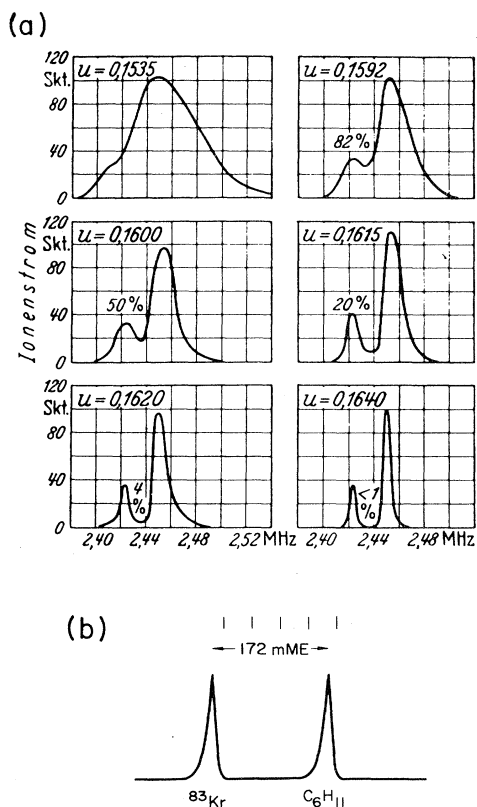 (a)
Ionenstrom
120
Skt.
80
40
0
u = 0,1535
u = 0,1592
82%
120
Skt.
80
40
0
u = 0,1600
50%
u = 0,1615
20%
120
Skt.
80
40
0
u = 0,1620
4
%
u = 0,1640
<1
%
2,40 2,44 2,48 2,52 MHz
2,40 2,44 2,48 MHz
(b)
172 mME
83Kr
C6H11